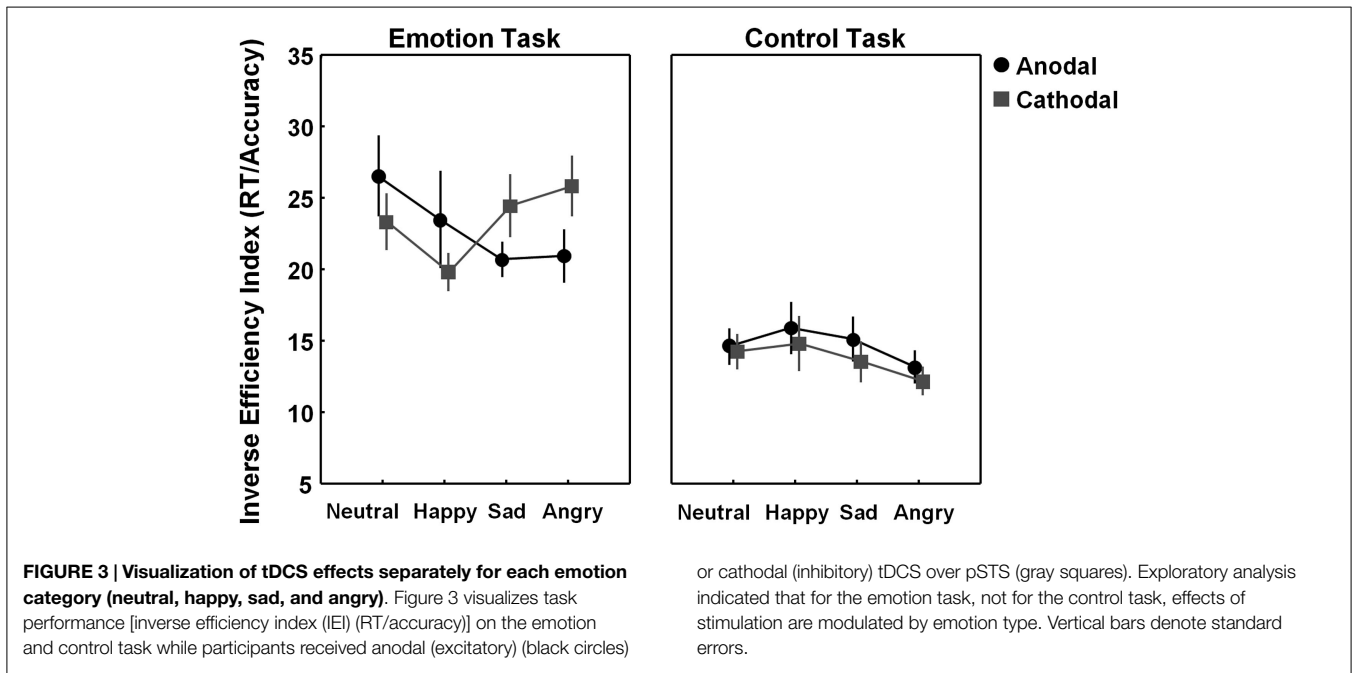 Emotion Task
Control Task
Inverse Efficiency Index (RT/Accuracy)
35
30
25
20
15
10
5
Neutral Happy Sad Angry
Neutral Happy Sad Angry
Anodal
Cathodal
FIGURE 3 | Visualization of tDCS effects separately for each emotion
category (neutral, happy, sad, and angry). Figure 3 visualizes task
performance [inverse efficiency index (IEI) (RT/accuracy)] on the emotion
and control task while participants received anodal (excitatory) (black circles)
or cathodal (inhibitory) tDCS over pSTS (gray squares). Exploratory analysis
indicated that for the emotion task, not for the control task, effects of
stimulation are modulated by emotion type. Vertical bars denote standard
errors.